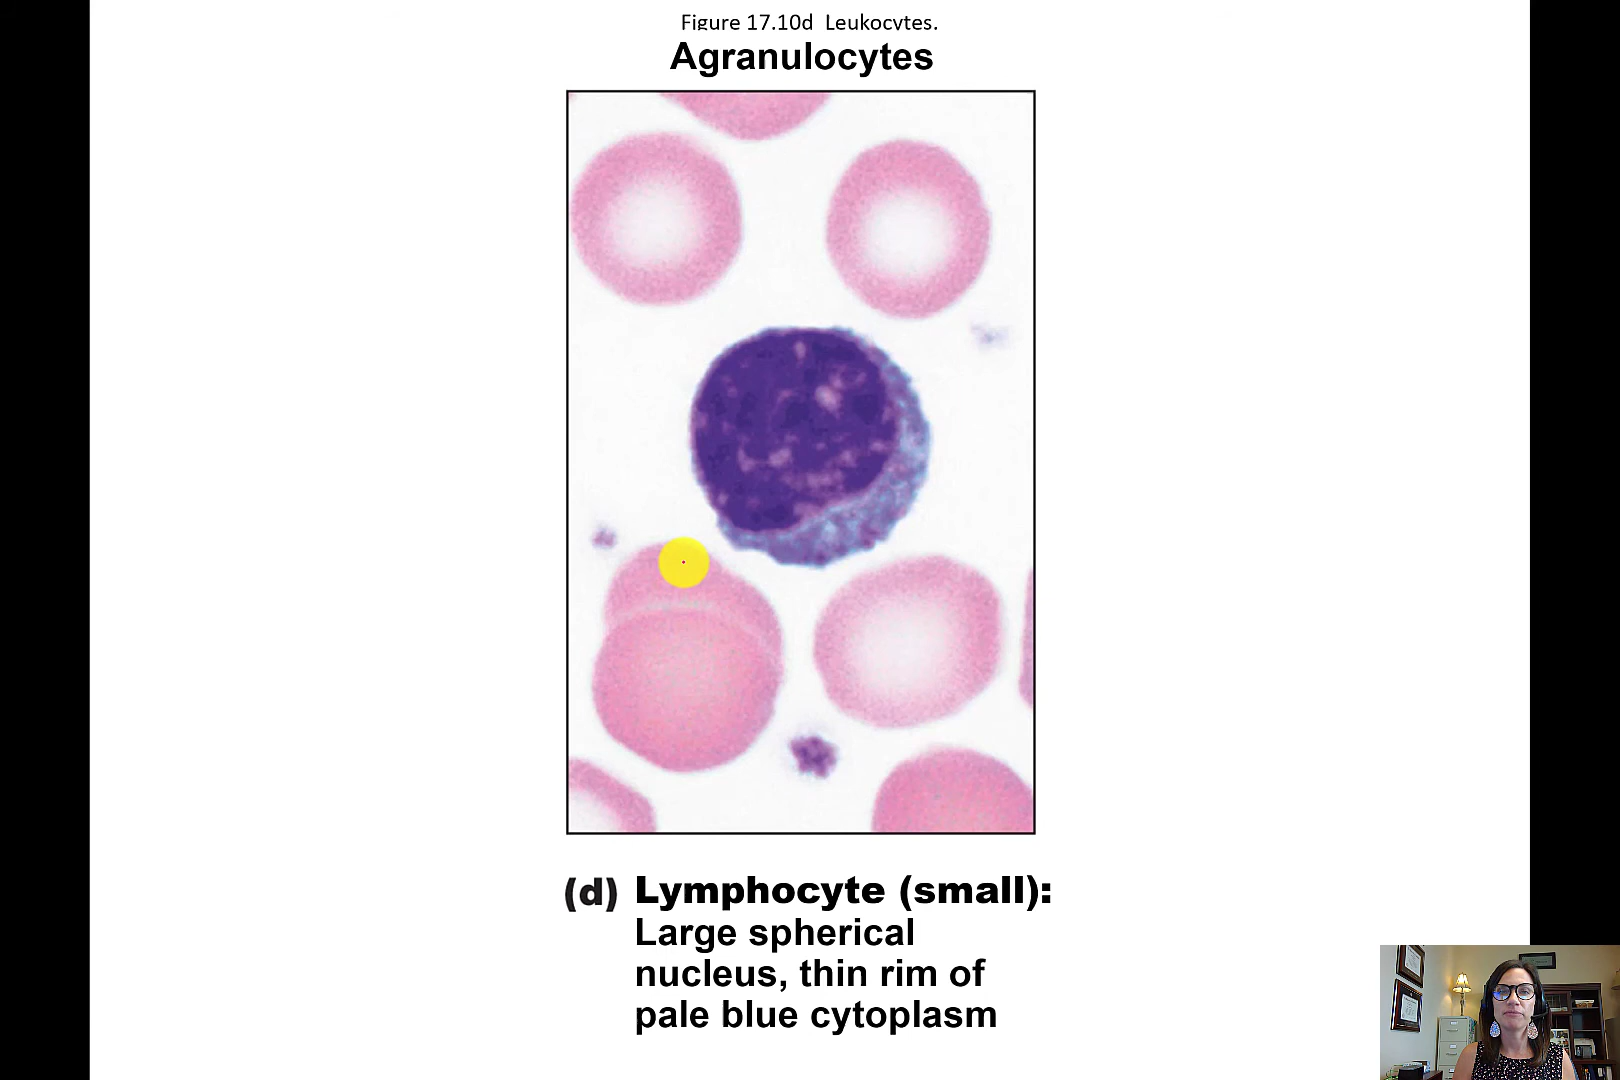 Figure 17.10d Leukocytes.
Agranulocytes
(d) Lymphocyte (small):
Large spherical
nucleus, thin rim of
pale blue cytoplasm